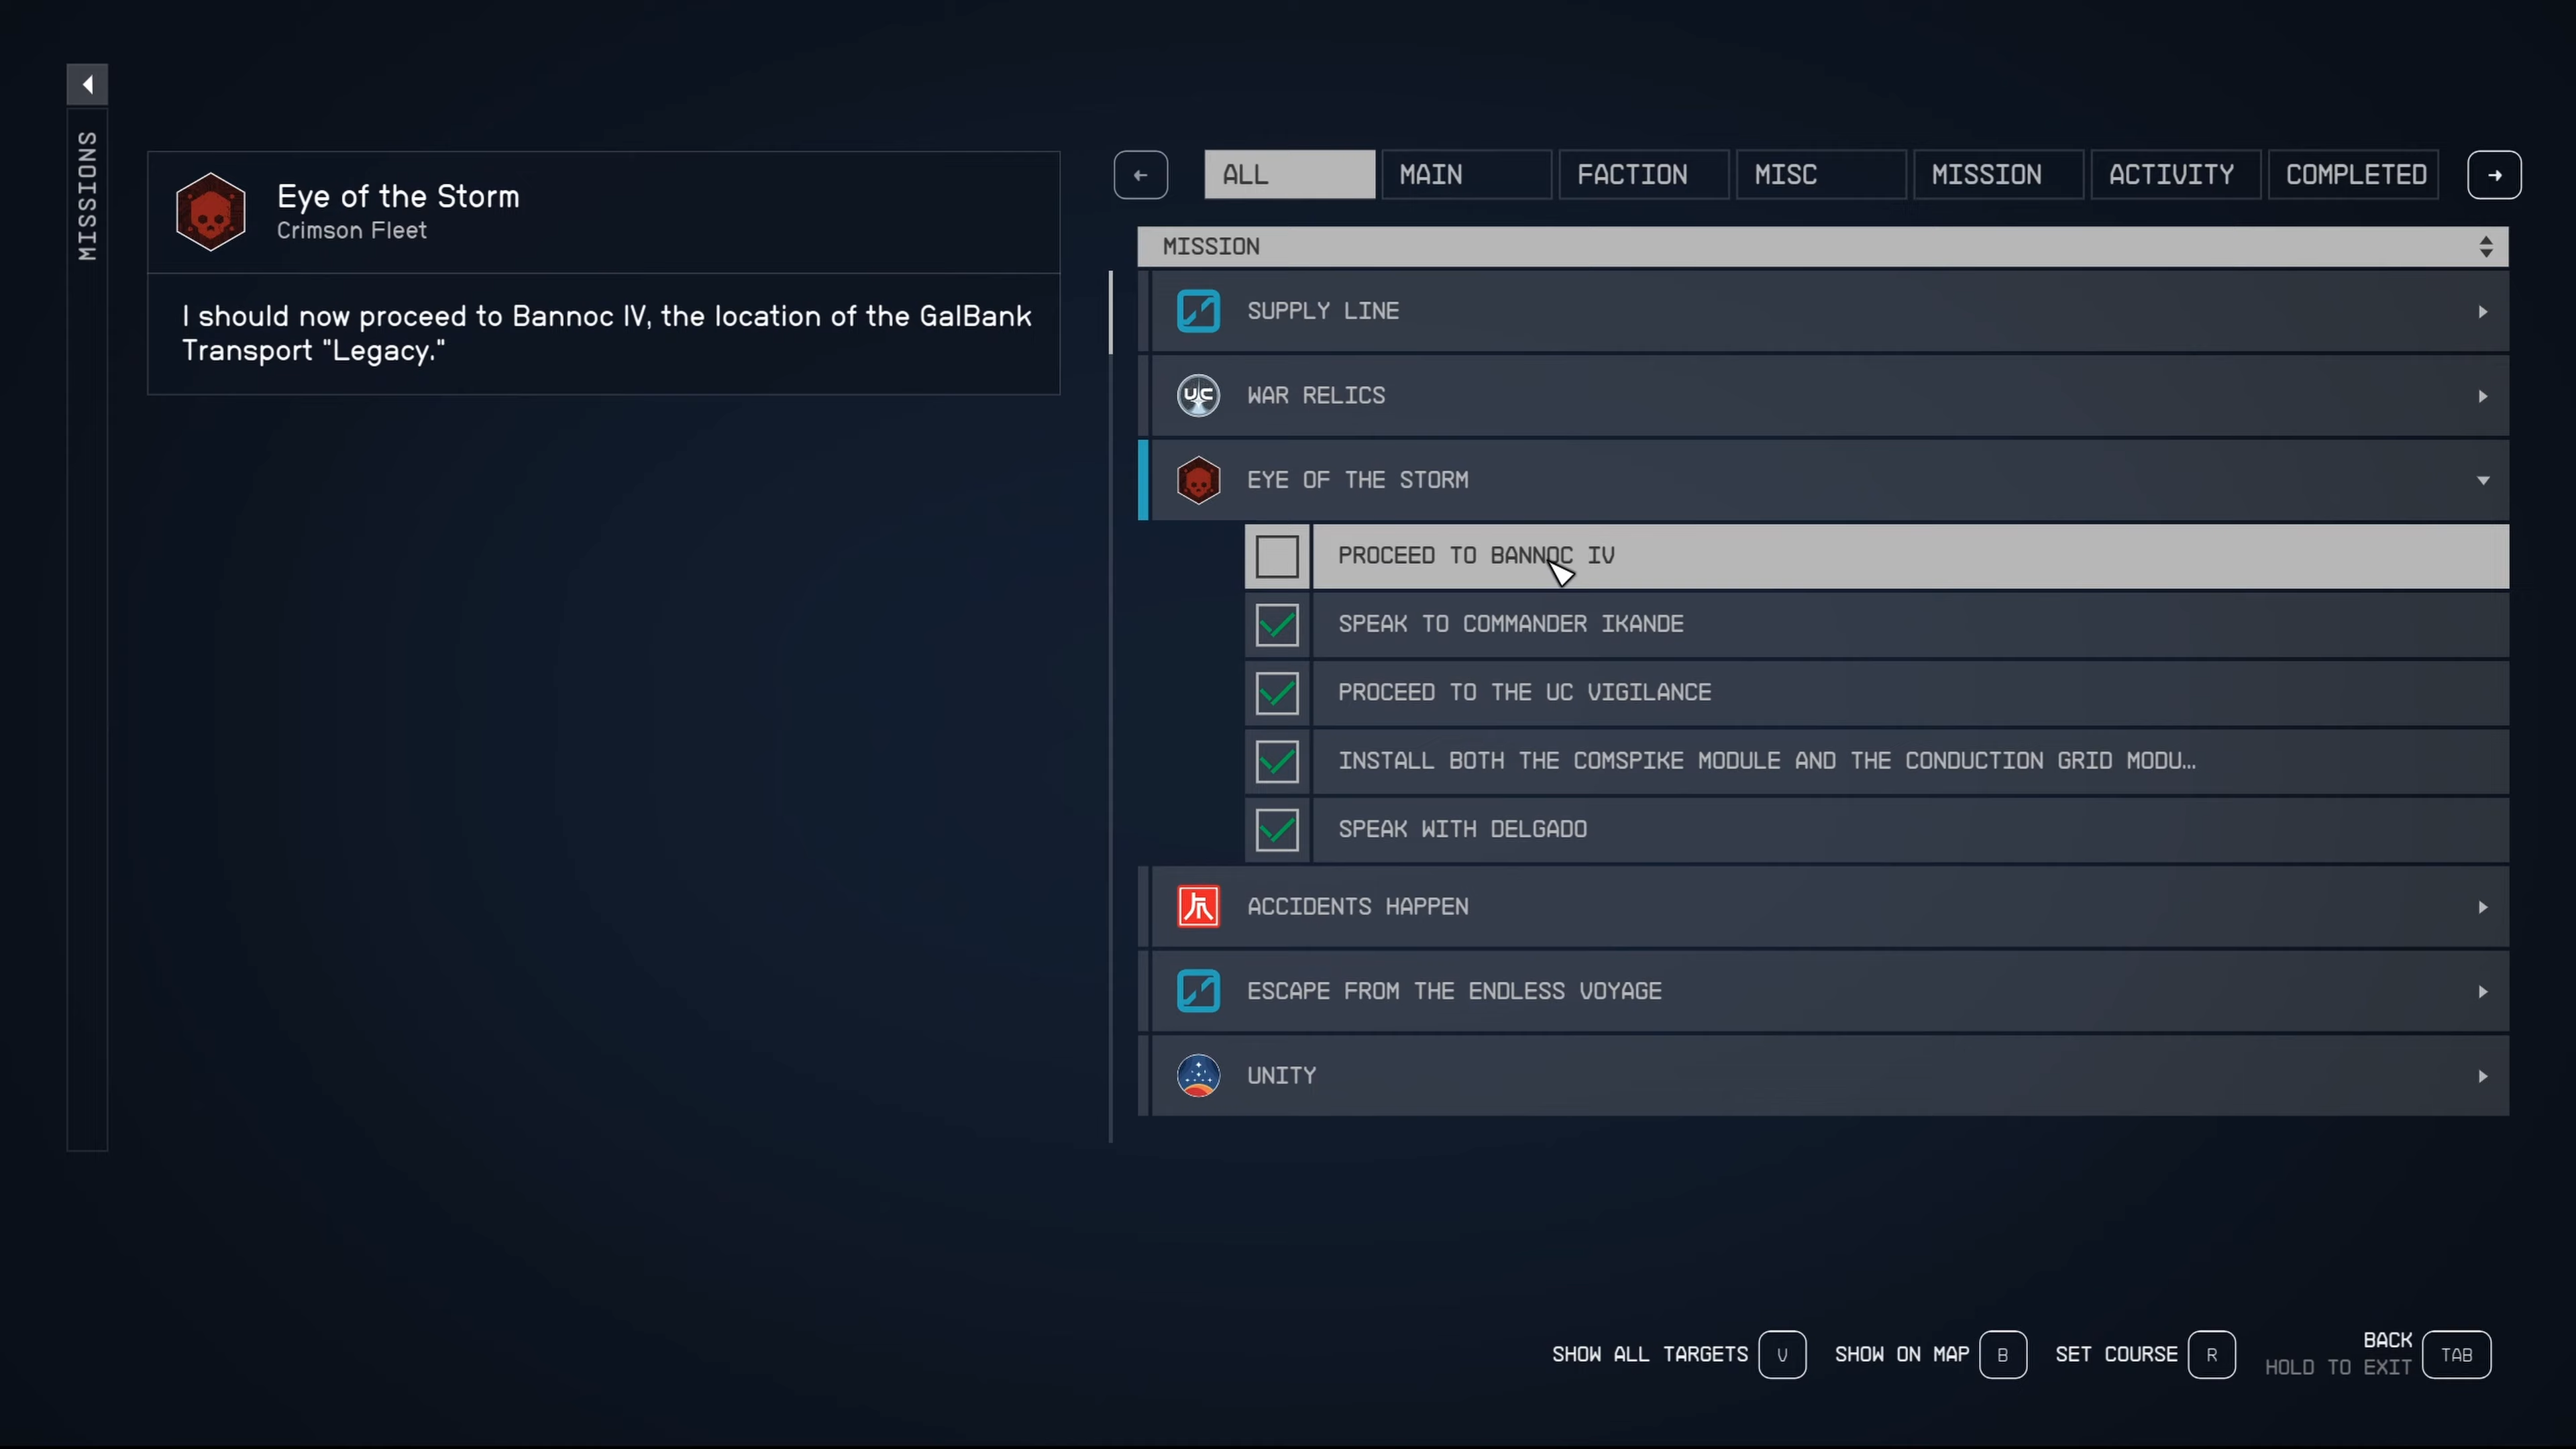 MISSIONS
Eye of the Storm
Crimson Fleet
I should now proceed to Bannoc IV, the location of the GalBank
Transport "Legacy."
ALL
MAIN
FACTION
MISC
MISSION
ACTIVITY
COMPLETED
MISSION
SUPPLY LINE
UC
WAR RELICS
EYE OF THE STORM
PROCEED TO BANNOC IV
SPEAK TO COMMANDER IKANDE
PROCEED TO THE UC VIGILANCE
INSTALL BOTH THE COMSPIKE MODULE AND THE CONDUCTION GRID MODU...
SPEAK WITH DELGADO
ACCIDENTS HAPPEN
ESCAPE FROM THE ENDLESS VOYAGE
UNITY
SHOW ALL TARGETS V
SHOW ON MAP B
SET COURSE R
BACK
HOLD TO EXIT
TAB